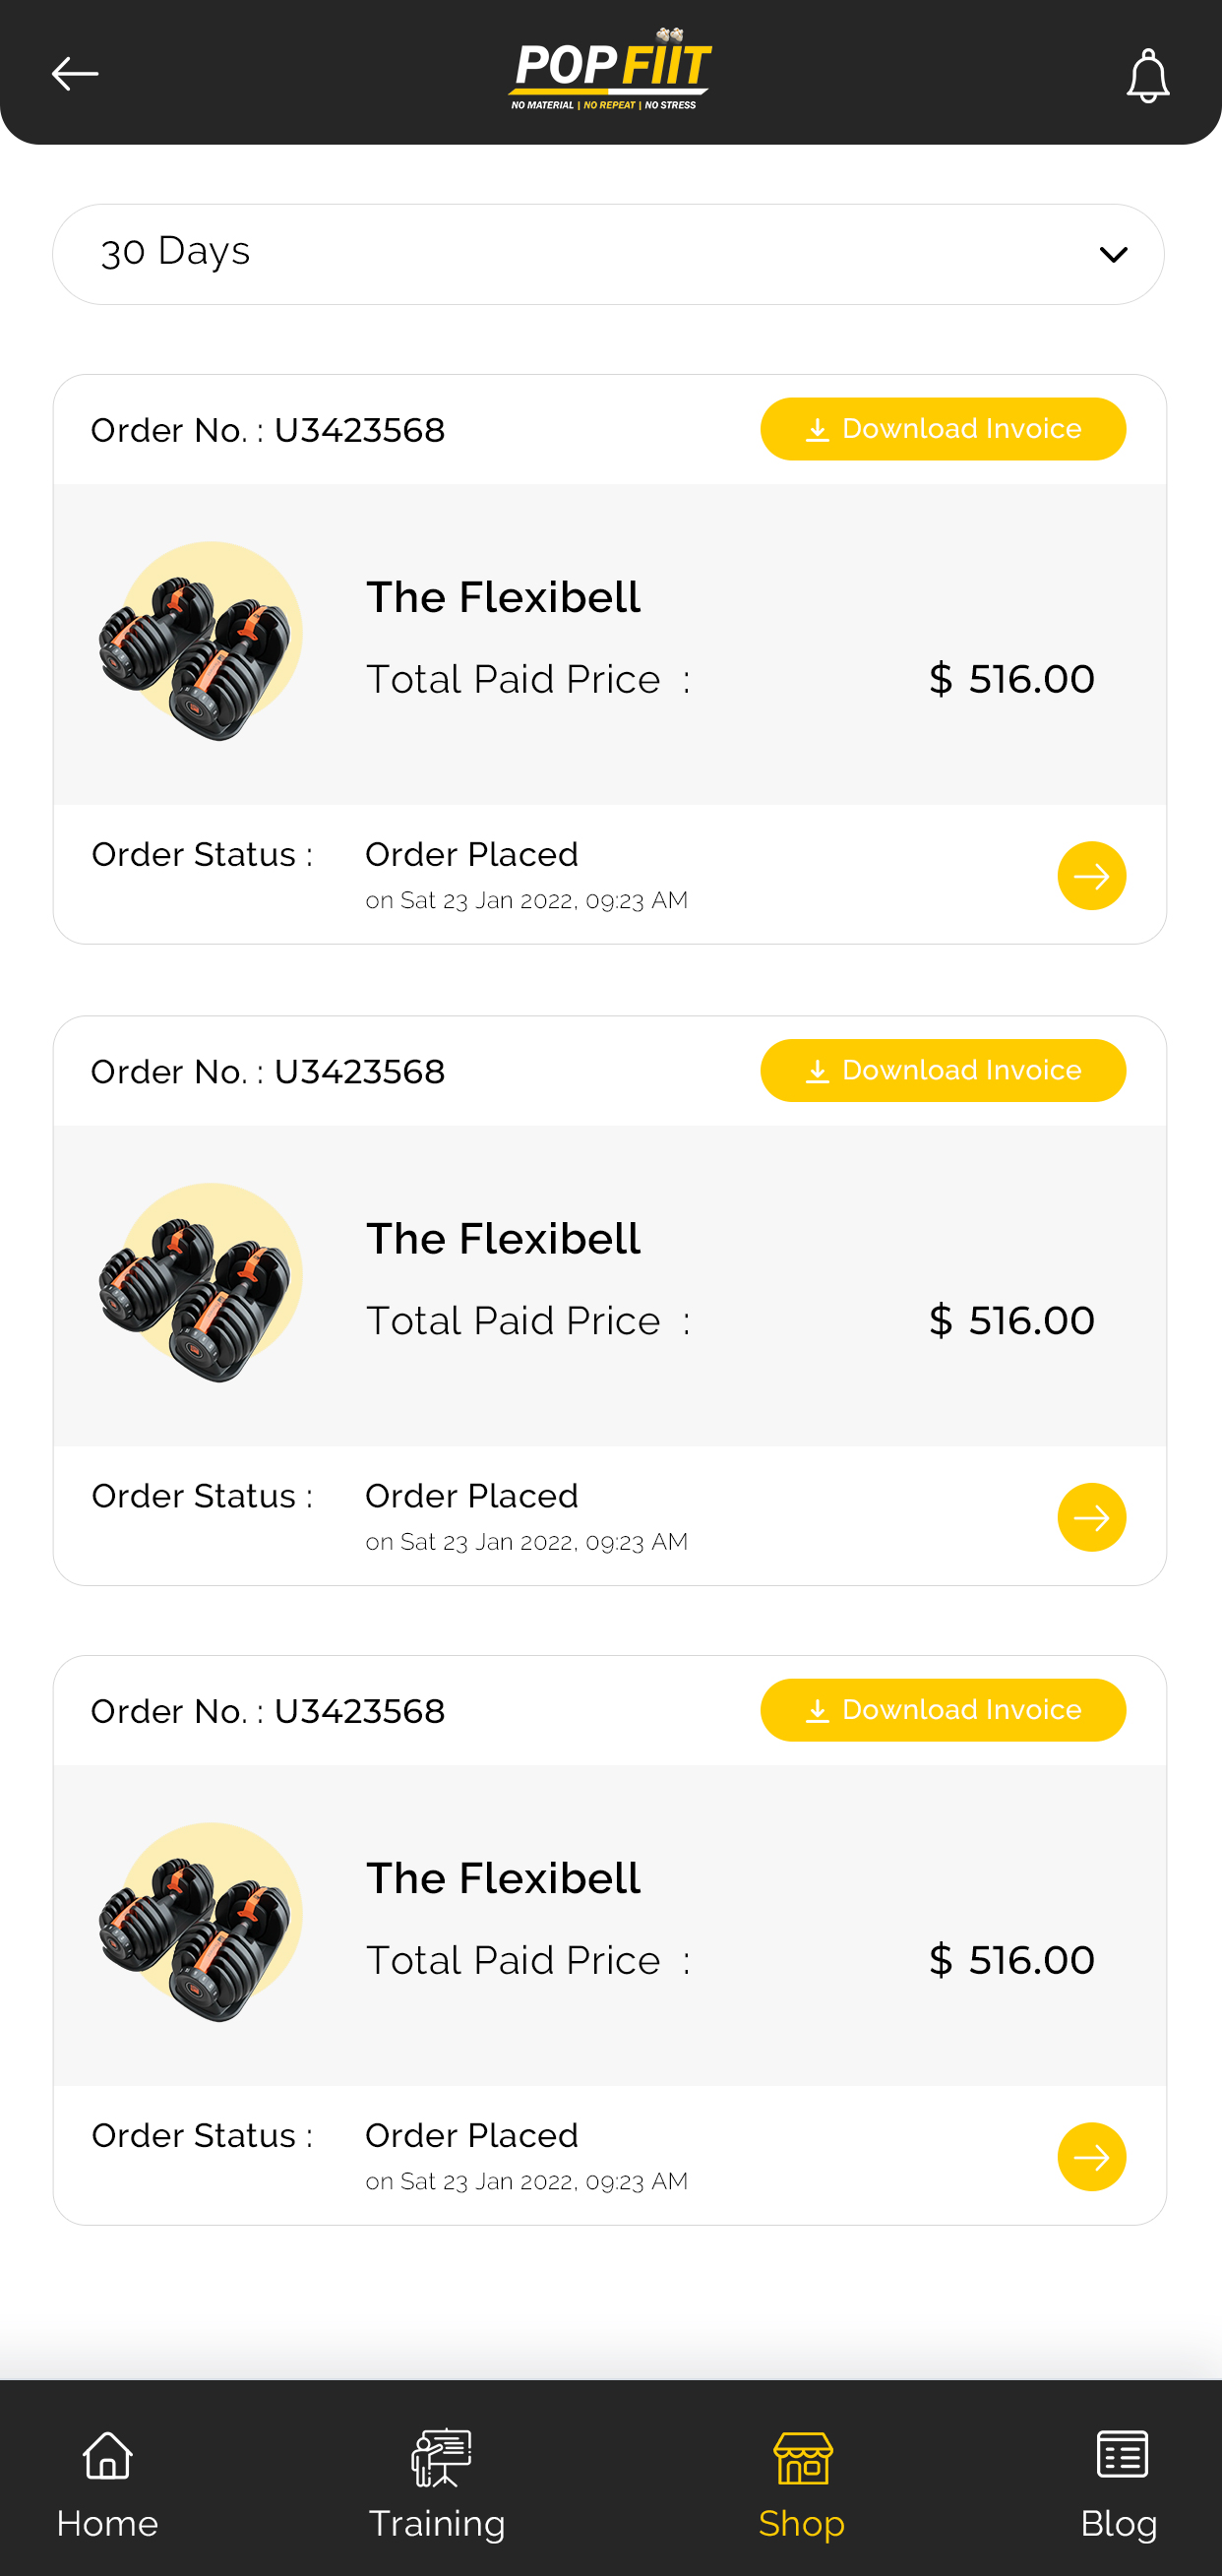 POP FIIT
NO MATERIAL | NO REPEAT | NO STRESS
30 Days
Order No. : U3423568
Download Invoice
The Flexibell
Total Paid Price :
$ 516.00
Order Status :
Order Placed
on Sat 23 Jan 2022, 09:23 AM
Order No. : U3423568
Download Invoice
The Flexibell
Total Paid Price :
$ 516.00
Order Status :
Order Placed
on Sat 23 Jan 2022, 09:23 AM
Order No. : U3423568
Download Invoice
The Flexibell
Total Paid Price :
$ 516.00
Order Status :
Order Placed
on Sat 23 Jan 2022, 09:23 AM
Home
Training
Shop
Blog